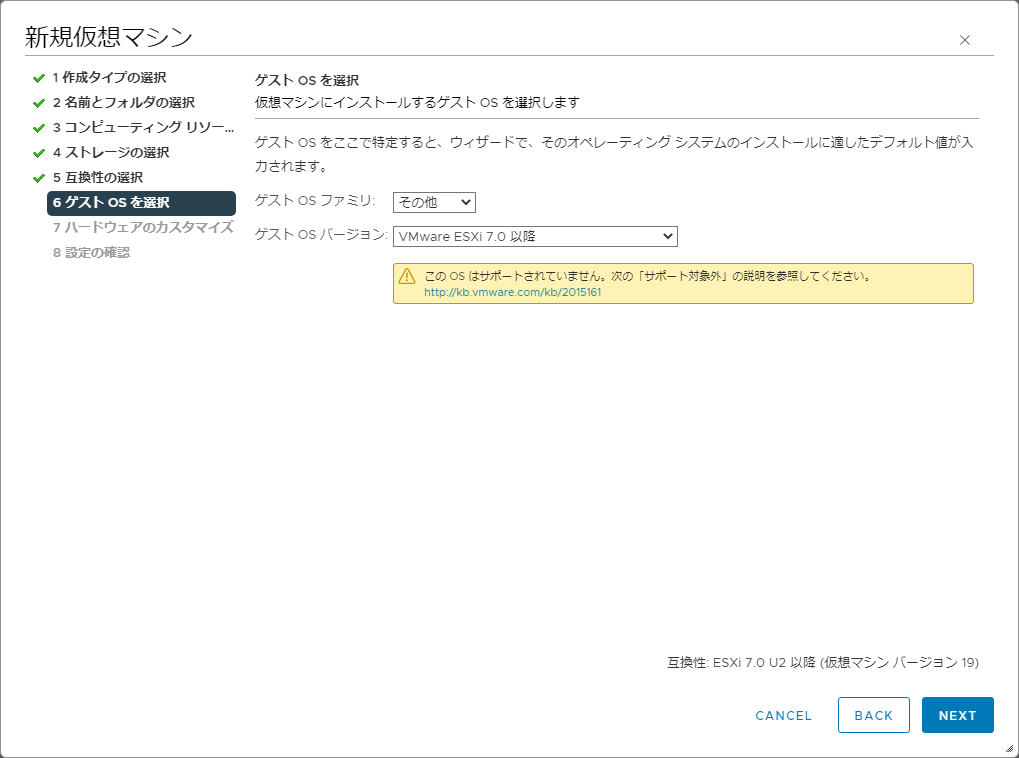 新規仮想マシン
1 作成タイプの選択
2 名前とフォルダの選択
3 コンピューティング リソー...
4 ストレージの選択
5 互換性の選択
6 ゲスト OS を選択
7 ハードウェアのカスタマイズ
8 設定の確認
ゲスト OS を選択
仮想マシンにインストールするゲスト OS を選択します
ゲスト OS をここで特定すると、ウィザードで、そのオペレーティング システムのインストールに適したデフォルト値が入
力されます。
ゲスト OS ファミリ: その他
ゲスト OS バージョン: VMware ESXi 7.0 以降
この OS はサポートされていません。次の「サポート対象外」の説明を参照してください。
http://kb.vmware.com/kb/2015161
互換性: ESXi 7.0 U2 以降 (仮想マシン バージョン 19)
CANCEL BACK NEXT